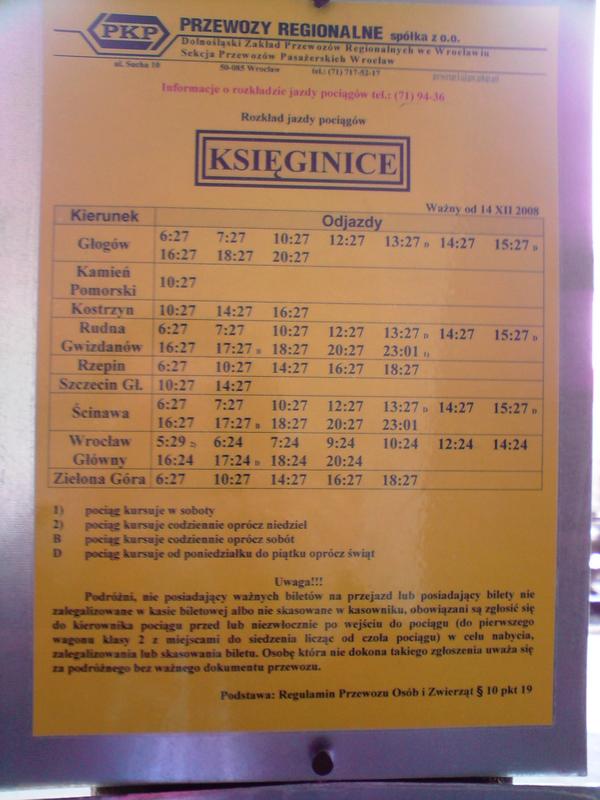 PKP PRZEWOZY REGIONALNE spółka z o.o.
Dolnośląski Zakład Przewozów Regionalnych we Wrocławiu
Sekcja Przewozów Pasażerskich Wrocław
ul. Sucha 10 50-085 Wrocław tel.: (71) 717-52-17
Informacje o rozkładzie jazdy pociągów tel.: (71) 94-36
Rozkład jazdy pociągów
KSIĘGINICE
Ważny od 14 XII 2008
Kierunek Odjazdy
Głogów 6:27 7:27 10:27 12:27 13:27 D 14:27 15:27 D
16:27 18:27 20:27
Kamień
Pomorski 10:27
Kostrzyn 10:27 14:27 16:27
Rudna 6:27 7:27 10:27 12:27 13:27 D 14:27 15:27 D
Gwizdanów 16:27 17:27 B 18:27 20:27 23:01 1)
Rzepin 6:27 10:27 14:27 16:27 18:27
Szczecin Gł. 10:27 14:27
Ścinawa 6:27 7:27 10:27 12:27 13:27 D 14:27 15:27 D
16:27 17:27 B 18:27 20:27 23:01
Wrocław 5:29 2) 6:24 7:24 9:24 10:24 12:24 14:24
Główny 16:24 17:24 D 18:24 20:24
Zielona Góra 6:27 10:27 14:27 16:27 18:27
1) pociąg kursuje w soboty
2) pociąg kursuje codziennie oprócz niedziel
B pociąg kursuje codziennie oprócz sobót
D pociąg kursuje od poniedziałku do piątku oprócz świąt
Uwaga!!!
Podróżni, nie posiadający ważnych biletów na przejazd lub posiadający bilety nie
zalegalizowane w kasie biletowej albo nie skasowane w kasowniku, obowiązani są zgłosić się
do kierownika pociągu przed lub niezwłocznie po wejściu do pociągu (do pierwszego
wagonu klasy 2 z miejscami do siedzenia licząc od czoła pociągu) w celu nabycia,
zalegalizowania lub skasowania biletu. Osobę która nie dokona takiego zgłoszenia uważa się
za podróżnego bez ważnego dokumentu przewozu.
Podstawa: Regulamin Przewozu Osób i Zwierząt § 10 pkt 19